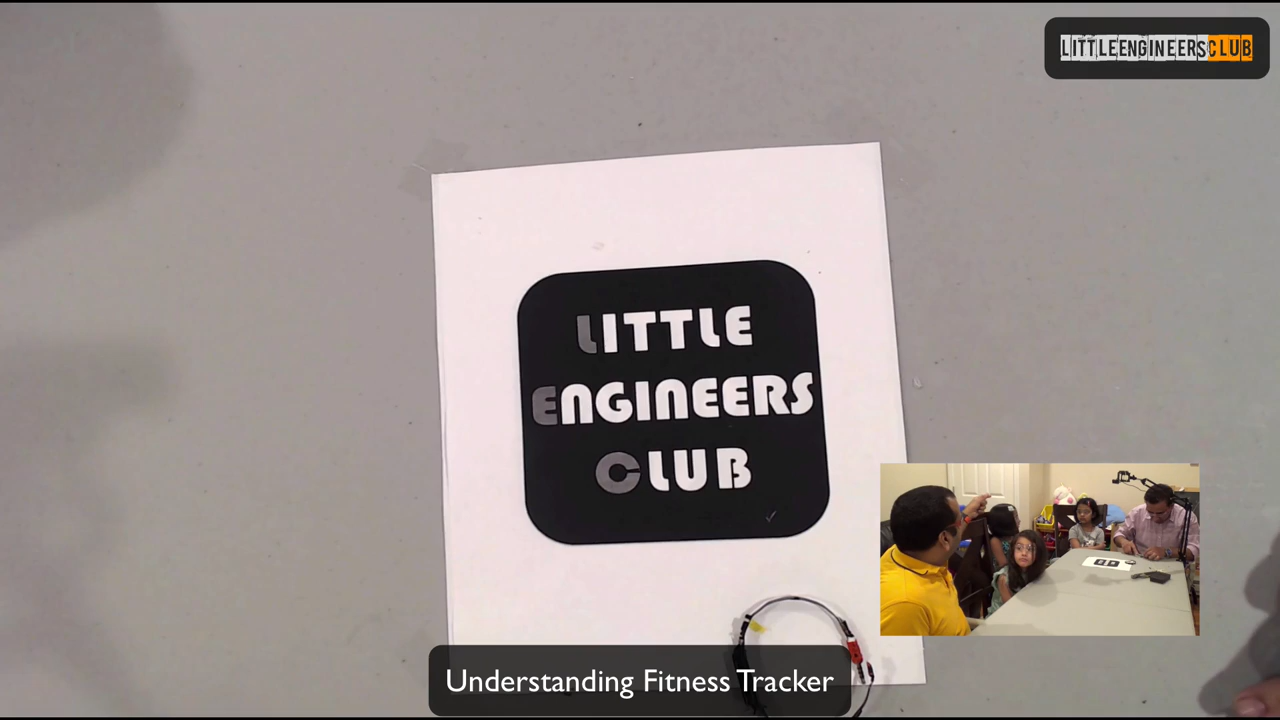 LITTLEENGINEERSCLUB
LITTLE
ENGINEERS
CLUB
Understanding Fitness Tracker